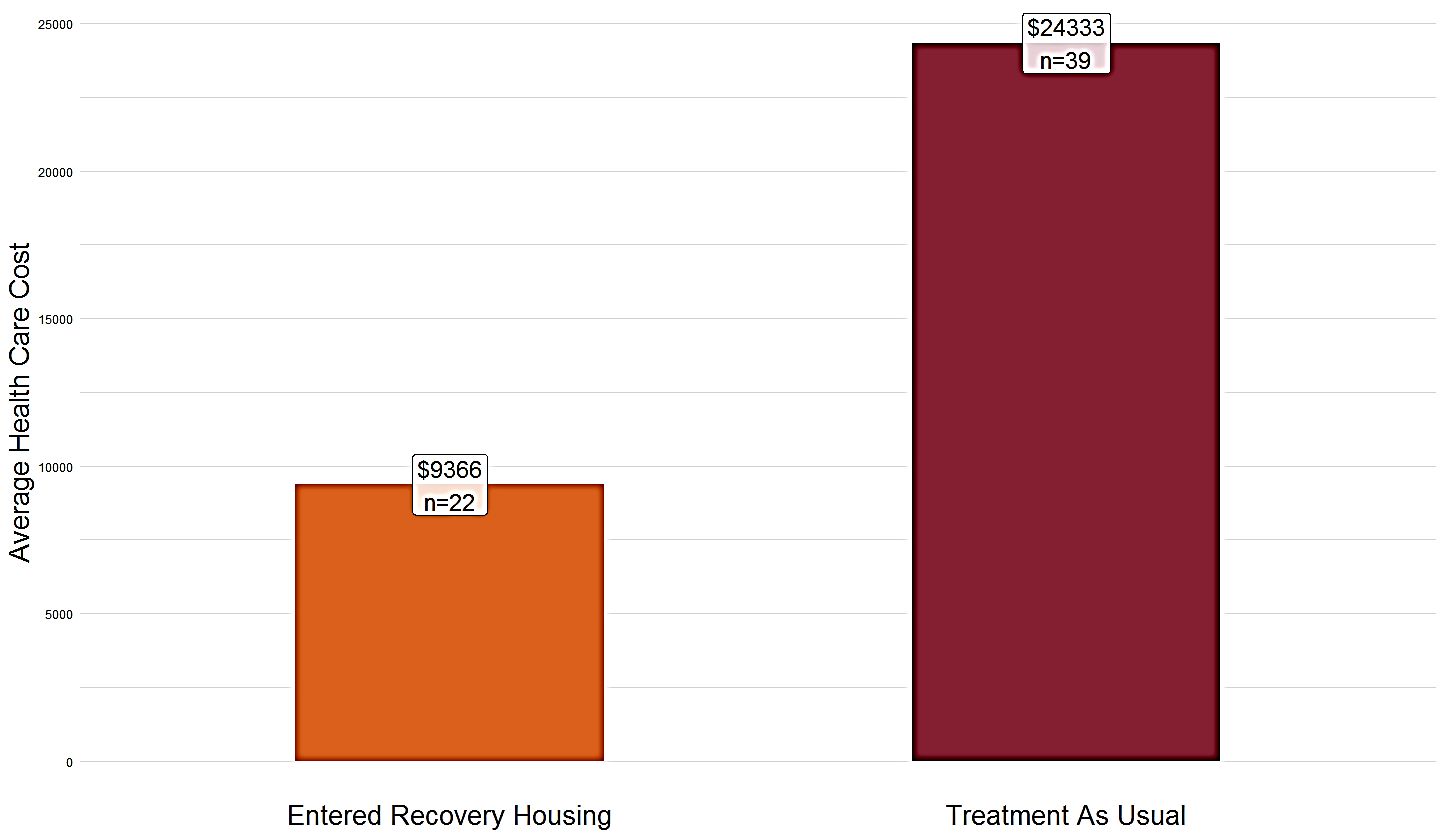 Average Health Care Cost
25000
20000
15000
10000
5000
0
$9366
n=22
$24333
n=39
Entered Recovery Housing
Treatment As Usual